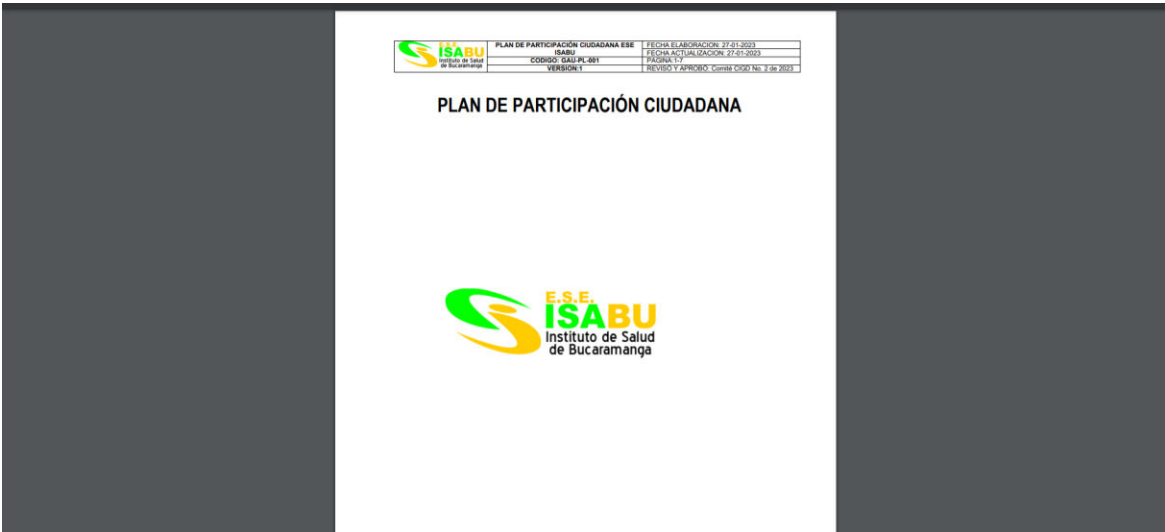 E.S.E.
ISABU
Instituto de Salud
de Bucaramanga
PLAN DE PARTICIPACIÓN CIUDADANA ESE
ISABU
CODIGO: GAU-PL-001
VERSION:1
FECHA ELABORACION: 27-01-2023
FECHA ACTUALIZACION: 27-01-2023
PAGINA:1-7
REVISO Y APROBÓ: Comité CIGD No. 2 de 2023
PLAN DE PARTICIPACIÓN CIUDADANA
E.S.E.
ISABU
Instituto de Salud
de Bucaramanga